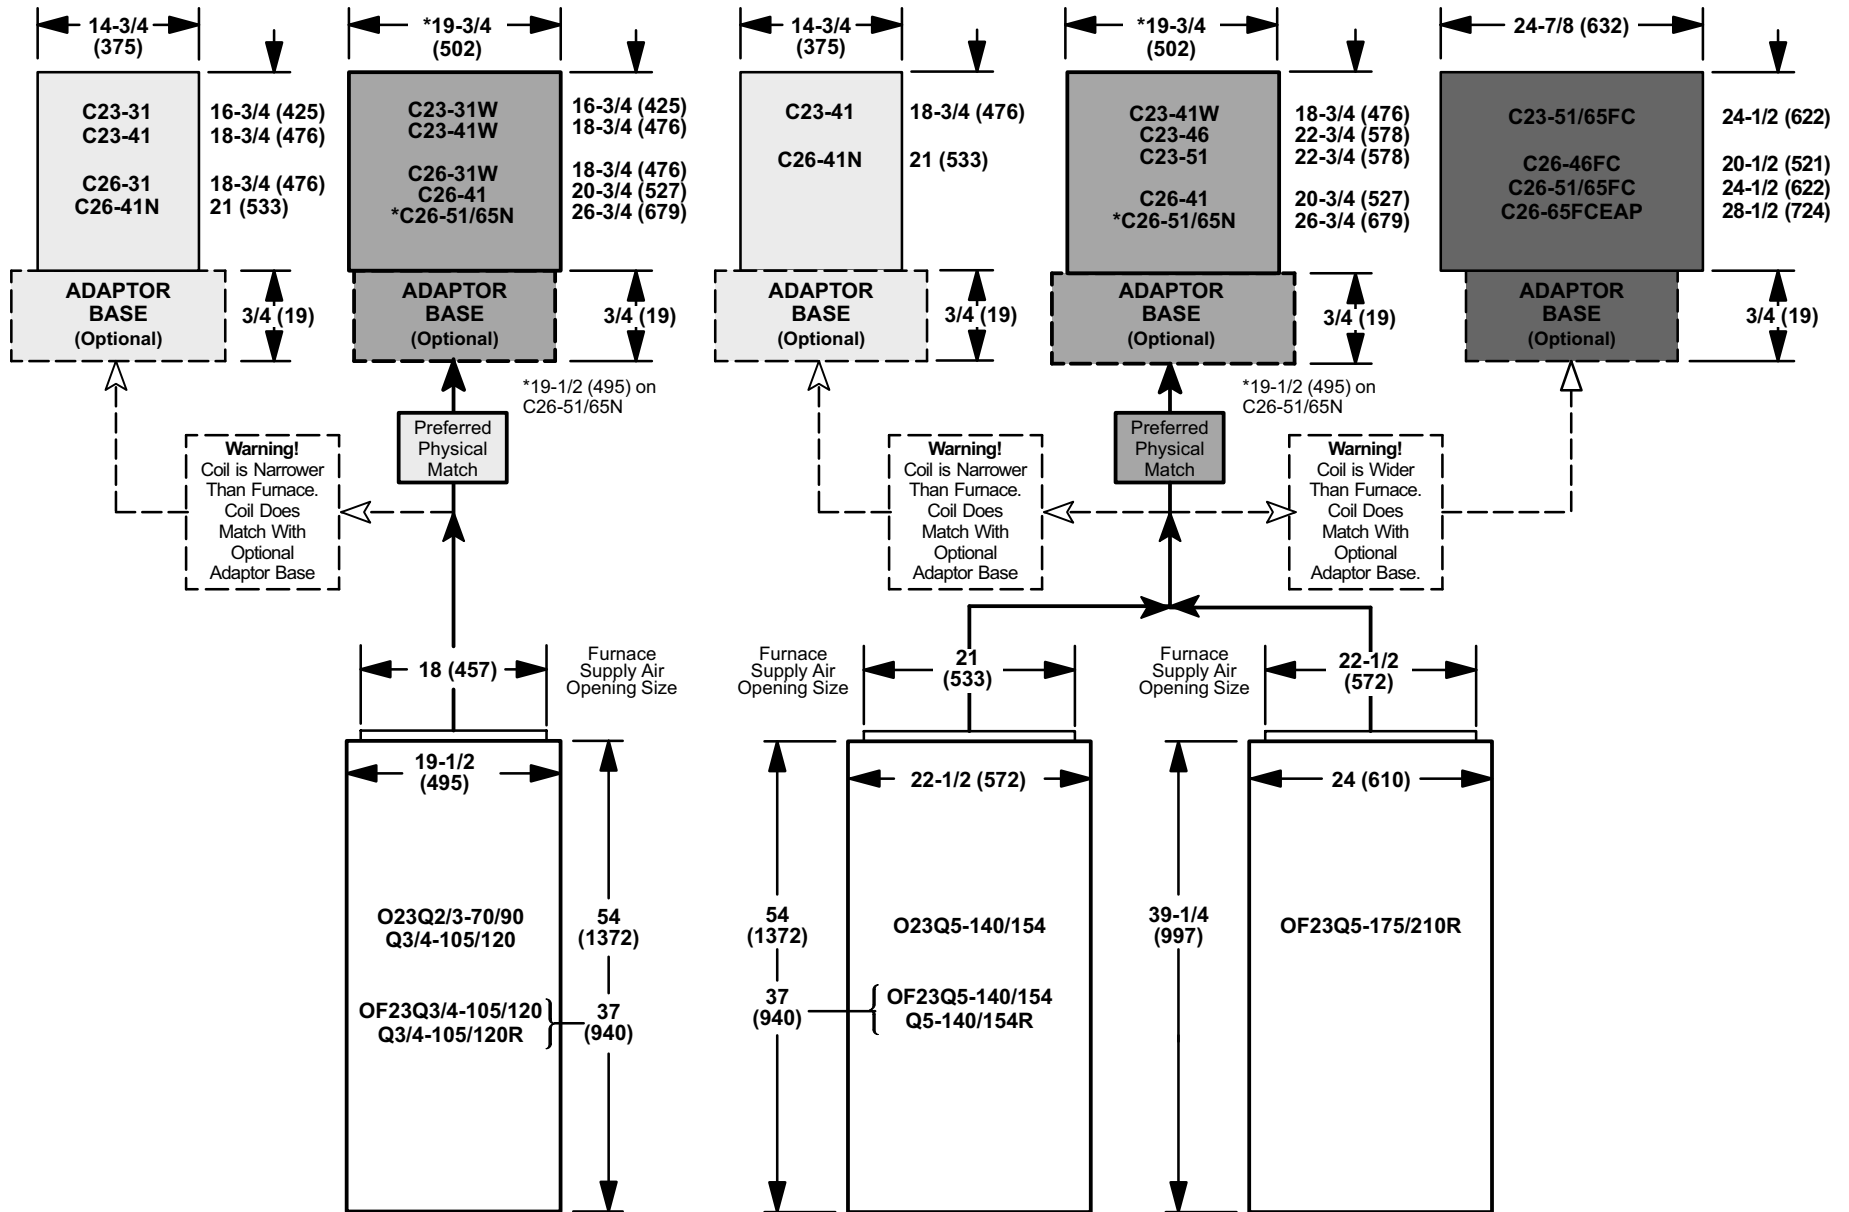 14-3/4
(375)
*19-3/4
(502)
14-3/4
(375)
*19-3/4
(502)
24-7/8 (632)
C23-31
C23-41
C26-31
C26-41N
16-3/4 (425)
18-3/4 (476)
18-3/4 (476)
21 (533)
C23-31W
C23-41W
C26-31W
C26-41
*C26-51/65N
16-3/4 (425)
18-3/4 (476)
18-3/4 (476)
20-3/4 (527)
26-3/4 (679)
C23-41
C26-41N
18-3/4 (476)
21 (533)
C23-41W
C23-46
C23-51
C26-41
*C26-51/65N
18-3/4 (476)
22-3/4 (578)
22-3/4 (578)
20-3/4 (527)
26-3/4 (679)
C23-51/65FC
C26-46FC
C26-51/65FC
C26-65FCEAP
24-1/2 (622)
20-1/2 (521)
24-1/2 (622)
28-1/2 (724)
ADAPTOR
BASE
(Optional)
3/4 (19)
ADAPTOR
BASE
(Optional)
3/4 (19)
ADAPTOR
BASE
(Optional)
3/4 (19)
ADAPTOR
BASE
(Optional)
3/4 (19)
ADAPTOR
BASE
(Optional)
3/4 (19)
*19-1/2 (495) on
C26-51/65N
*19-1/2 (495) on
C26-51/65N
Warning!
Coil is Narrower
Than Furnace.
Coil Does
Match With
Optional
Adaptor Base
Preferred
Physical
Match
Warning!
Coil is Narrower
Than Furnace.
Coil Does
Match With
Optional
Adaptor Base
Preferred
Physical
Match
Warning!
Coil is Wider
Than Furnace.
Coil Does
Match With
Optional
Adaptor Base.
18 (457)
Furnace
Supply Air
Opening Size
Furnace
Supply Air
Opening Size
21
(533)
Furnace
Supply Air
Opening Size
22-1/2
(572)
19-1/2
(495)
22-1/2 (572)
24 (610)
O23Q2/3-70/90
Q3/4-105/120
54
(1372)
OF23Q3/4-105/120
Q3/4-105/120R
37
(940)
54
(1372)
O23Q5-140/154
37
(940)
OF23Q5-140/154
Q5-140/154R
39-1/4
(997)
OF23Q5-175/210R